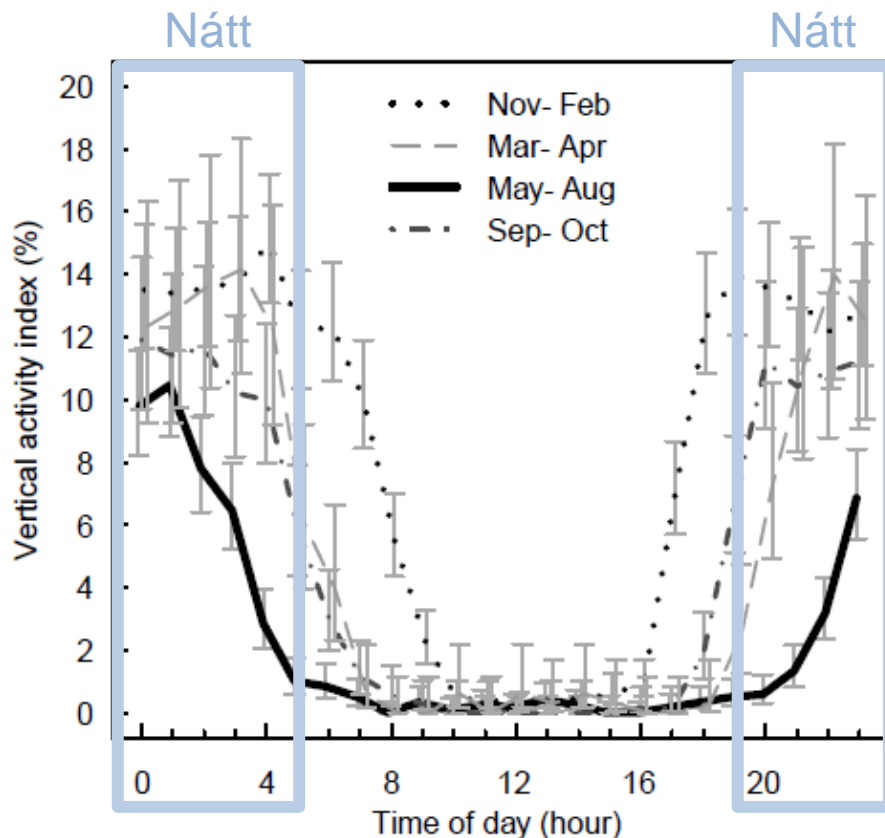 Nátt
Nátt
20
18
16
14
12
10
8
6
4
2
0
Vertical activity index (%)
Nov- Feb
Mar- Apr
May- Aug
Sep- Oct
0 4 8 12 16 20
Time of day (hour)